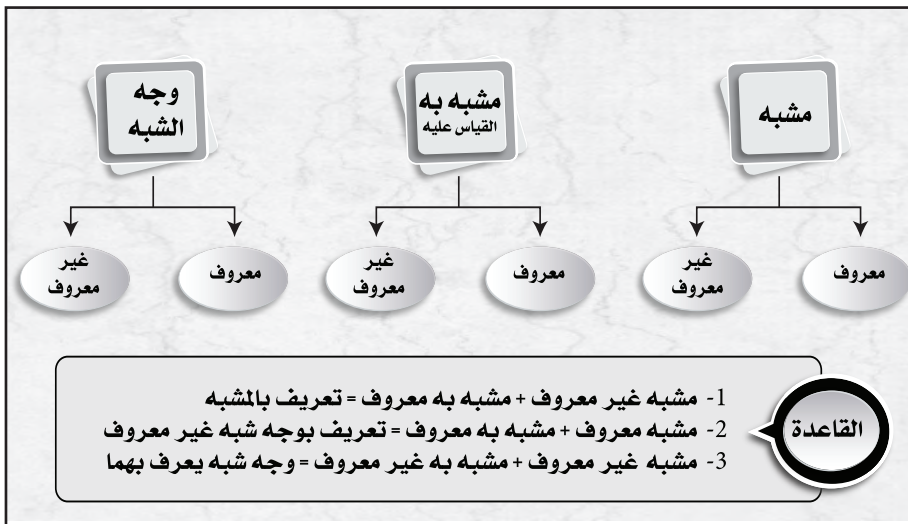 مشبه
مشبه به
القياس عليه
وجه
الشبه
معروف
غير
معروف
معروف
غير
معروف
معروف
غير
معروف
القاعدة
1- مشبه غير معروف + مشبه به معروف = تعريف بالمشبه
2- مشبه معروف + مشبه به معروف = تعريف بوجه شبه غير معروف
3- مشبه غير معروف + مشبه به غير معروف = وجه شبه يعرف بهما